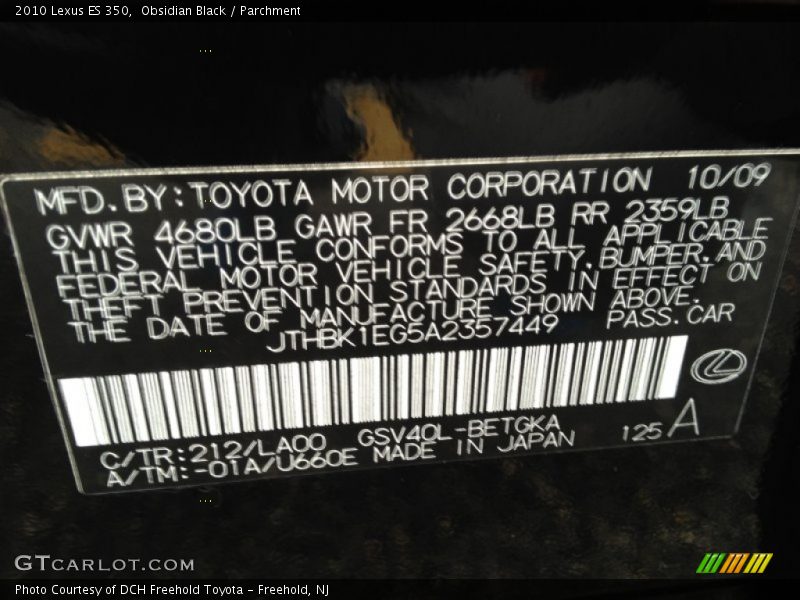 2010 Lexus ES 350,  Obsidian Black / Parchment
MFD. BY: TOYOTA MOTOR CORPORATION 10/09
GVWR 4680LB GAWR FR 2668LB RR 2359LB
THIS VEHICLE CONFORMS TO ALL APPLICABLE
FEDERAL MOTOR VEHICLE SAFETY, BUMPER, AND
THEFT PREVENTION STANDARDS IN EFFECT ON
THE DATE OF MANUFACTURE SHOWN ABOVE.
JTHBK1EG5A2357449 PASS. CAR
C/TR: 212/LA00 GSV40L-BETGKA 125 A
A/TM: -01A/U660E MADE IN JAPAN
GTCARLOT.COM
Photo Courtesy of DCH Freehold Toyota - Freehold, NJ